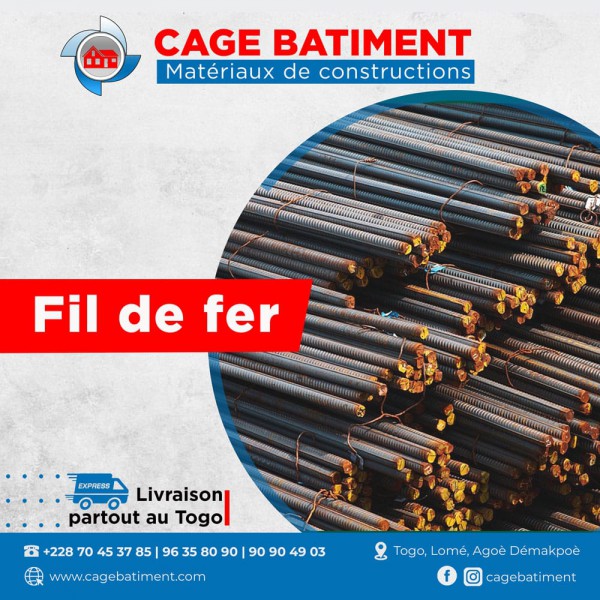 CAGE BATIMENT
Matériaux de constructions
Fil de fer
EXPRESS
Livraison
partout au Togo
+228 70 45 37 85 | 96 35 80 90 | 90 90 49 03
Togo, Lomé, Agoè Démakpoè
www.cagebatiment.com
cagebatiment